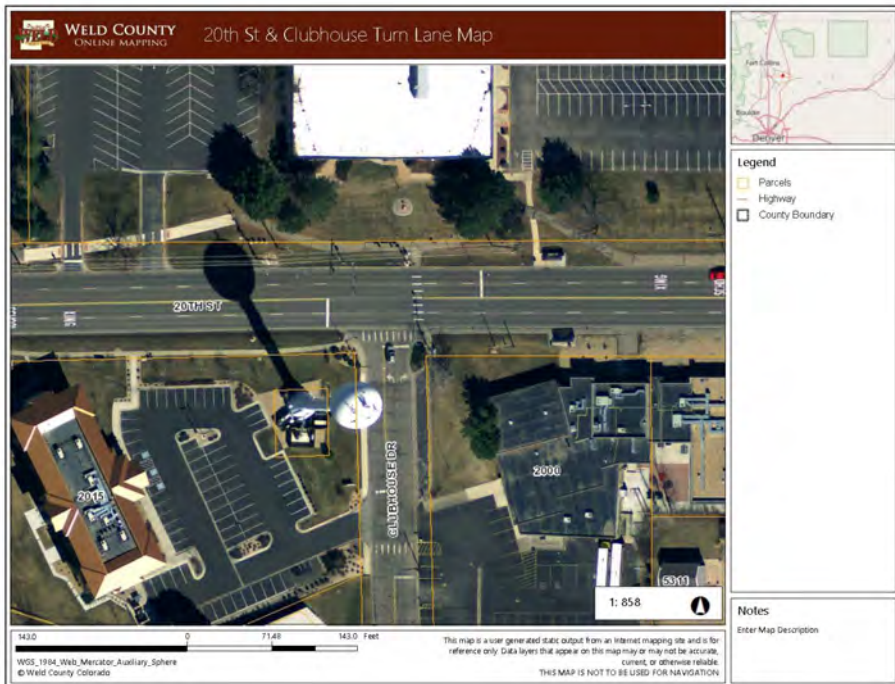 WELD COUNTY
ONLINE MAPPING
20th St & Clubhouse Turn Lane Map
Fort Collins
Boulder
Denver
Legend
Parcels
Highway
County Boundary
20TH ST
CLUBHOUSE DR
2015
2000
5311
1: 858
143.0 0 71.48 143.0 Feet
WGS_1984_Web_Mercator_Auxiliary_Sphere
© Weld County Colorado
This map is a user generated static output from an Internet mapping site and is for
reference only. Data layers that appear on this map may or may not be accurate,
current, or otherwise reliable.
THIS MAP IS NOT TO BE USED FOR NAVIGATION
Notes
Enter Map Description